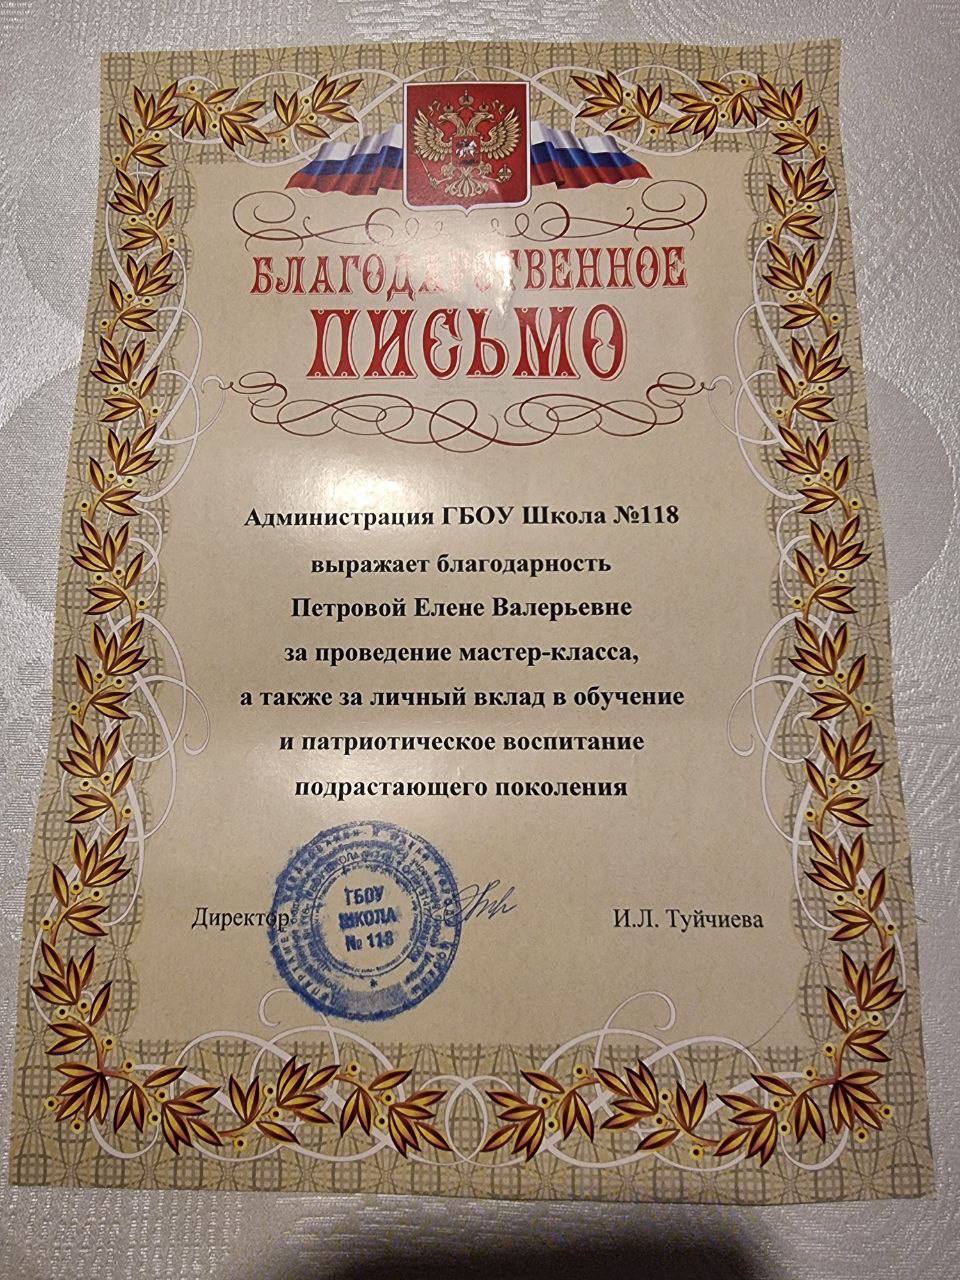 БЛАГОДАРСТВЕННОЕ
ПИСЬМО
Администрация ГБОУ Школа №118
выражает благодарность
Петровой Елене Валерьевне
за проведение мастер-класса,
а также за личный вклад в обучение
и патриотическое воспитание
подрастающего поколения
Директор
И.Л. Туйчиева
ГБОУ
ШКОЛА
№ 118